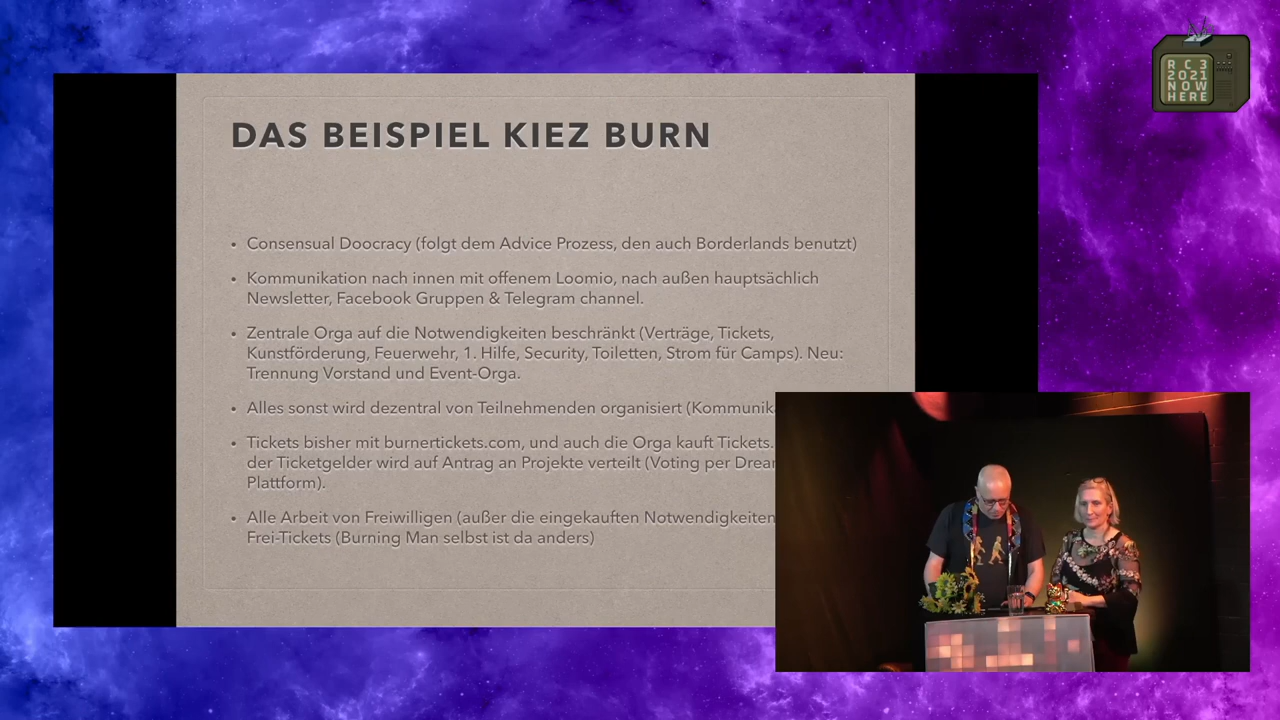 DAS BEISPIEL KIEZ BURN
• Consensual Doocracy (folgt dem Advice Prozess, den auch Borderlands benutzt)
• Kommunikation nach innen mit offenem Loomio, nach außen hauptsächlich
Newsletter, Facebook Gruppen & Telegram channel.
• Zentrale Orga auf die Notwendigkeiten beschränkt (Verträge, Tickets,
Kunstförderung, Feuerwehr, 1. Hilfe, Security, Toiletten, Strom für Camps). Neu:
Trennung Vorstand und Event-Orga.
• Alles sonst wird dezentral von Teilnehmenden organisiert
• Tickets bisher mit burnertickets.com, und auch die Orga kauft Tickets.
der Ticketgelder wird auf Antrag an Projekte verteilt (Voting per
Plattform).
• Alle Arbeit von Freiwilligen (außer die eingekauften Notwendigkeiten
Frei-Tickets (Burning Man selbst ist da anders)
RC3
2021
NOW
HERE